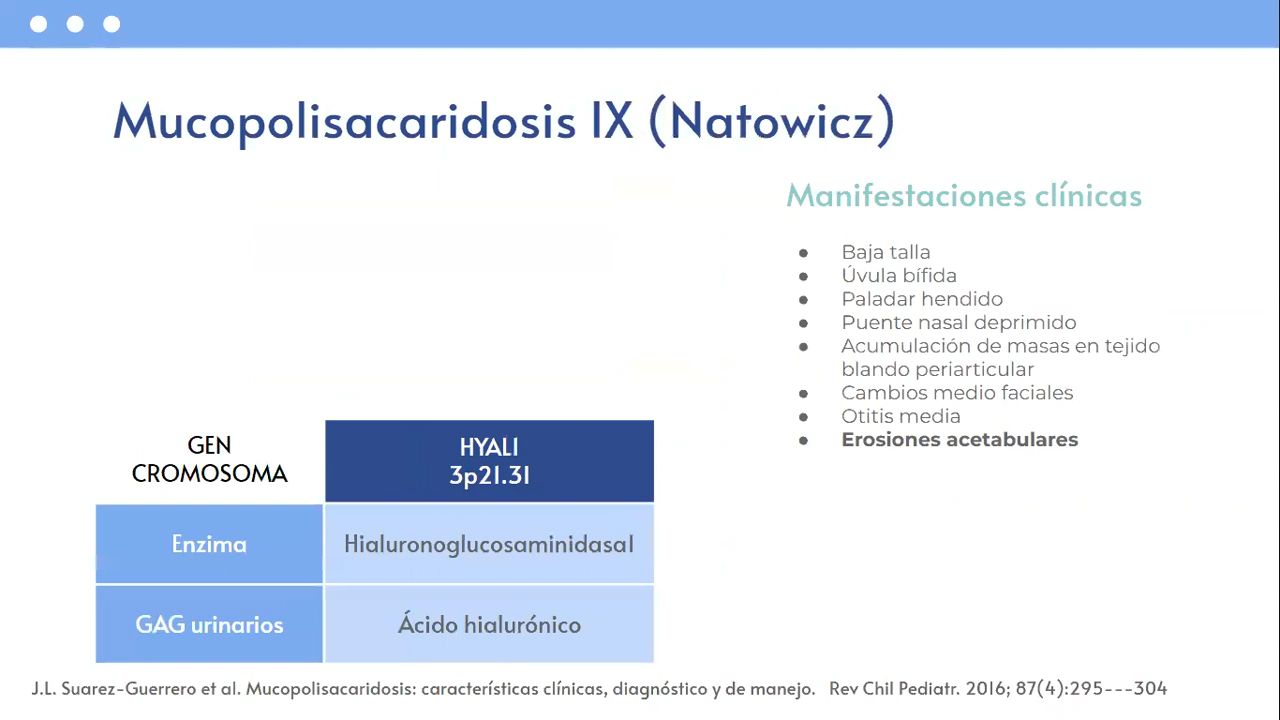 Mucopolisacaridosis IX (Natowicz)
Manifestaciones clínicas
● Baja talla
● Úvula bífida
● Paladar hendido
● Puente nasal deprimido
● Acumulación de masas en tejido
blando periarticular
● Cambios medio faciales
● Otitis media
● Erosiones acetabulares
GEN
CROMOSOMA
HYAL1
3p21.31
Enzima
Hialuronoglucosaminidasa1
GAG urinarios
Ácido hialurónico
J.L. Suarez-Guerrero et al. Mucopolisacaridosis: características clínicas, diagnóstico y de manejo. Rev Chil Pediatr. 2016; 87(4):295---304